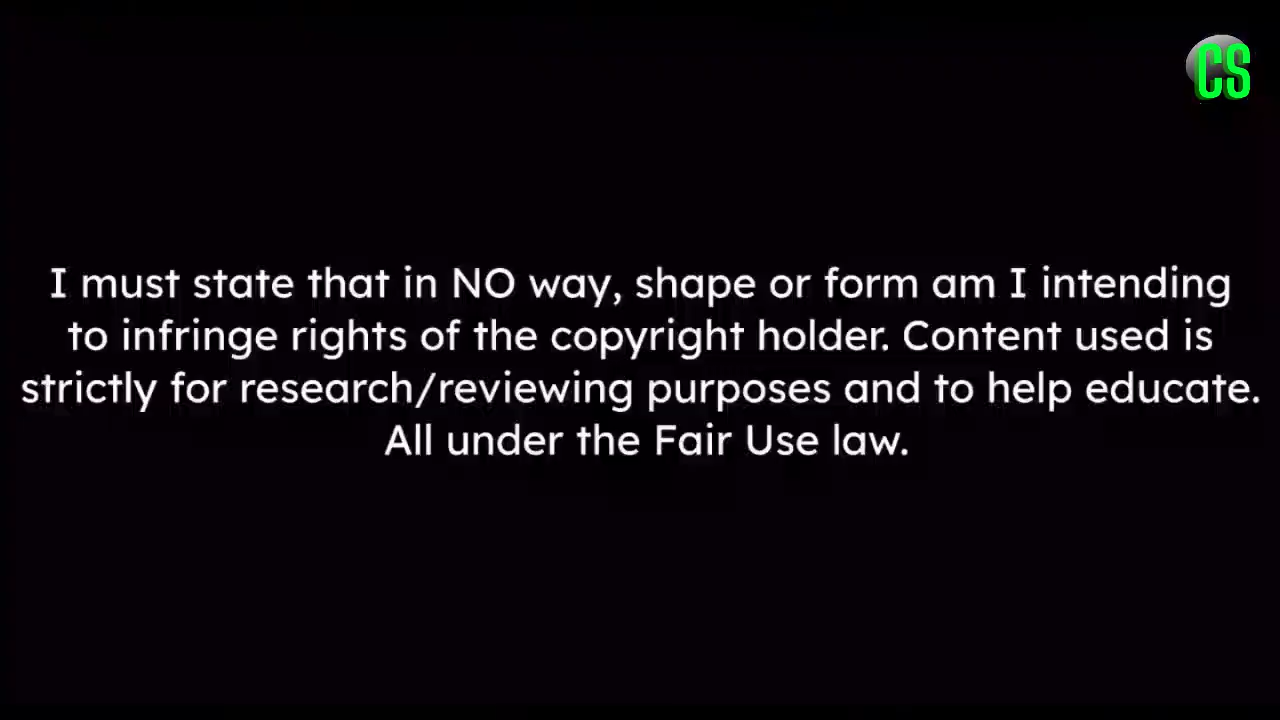 CS
I must state that in NO way, shape or form am I intending
to infringe rights of the copyright holder. Content used is
strictly for research/reviewing purposes and to help educate.
All under the Fair Use law.